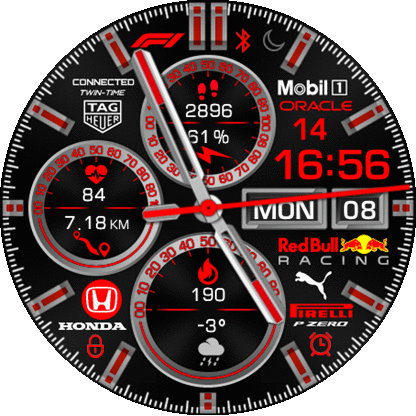 F1
CONNECTED
TWIN-TIME
TAG
HEUER
2896
61%
Mobil 1
ORACLE
14
16:56
84
7.18 KM
MON 08
Red Bull
RACING
190
-3°
HONDA
PIRELLI
P ZERO